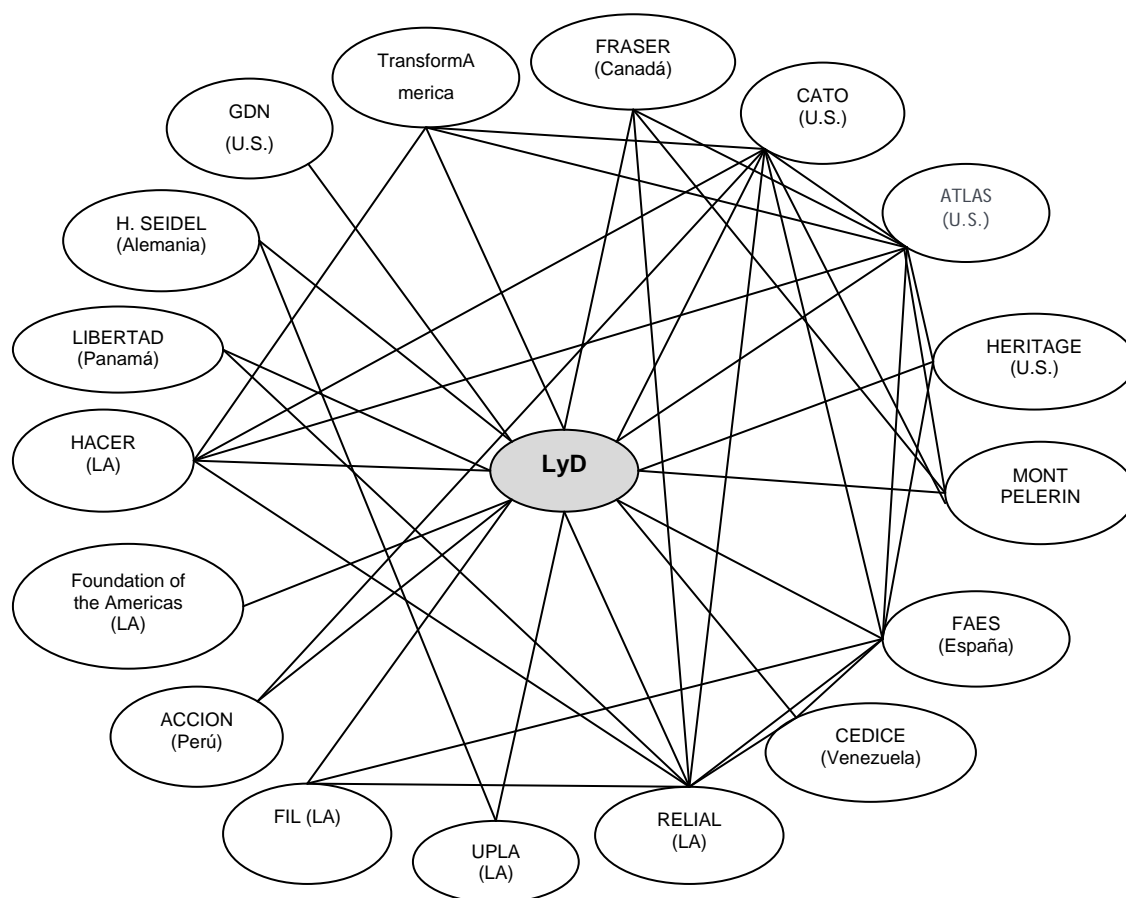 TransformA
merica
FRASER
(Canadá)
CATO
(U.S.)
GDN
(U.S.)
ATLAS
(U.S.)
H. SEIDEL
(Alemania)
LIBERTAD
(Panamá)
HERITAGE
(U.S.)
HACER
(LA)
LyD
MONT
PELERIN
Foundation of
the Americas
(LA)
FAES
(España)
ACCION
(Perú)
CEDICE
(Venezuela)
FIL (LA)
RELIAL
(LA)
UPLA
(LA)